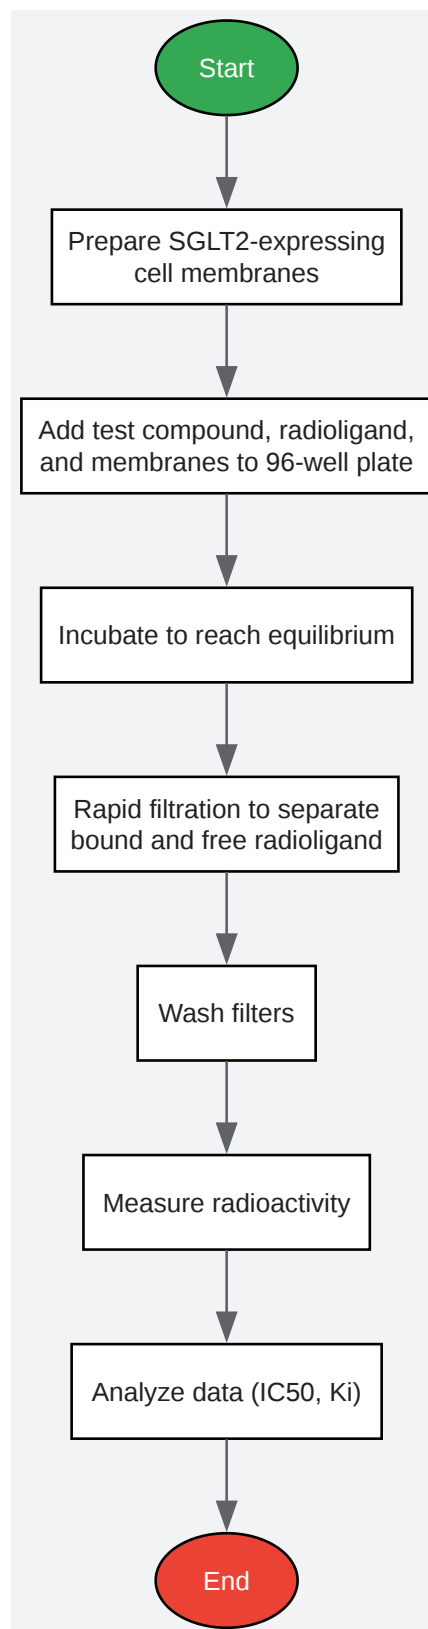 Start
Prepare SGLT2-expressing
cell membranes
Add test compound, radioligand,
and membranes to 96-well plate
Incubate to reach equilibrium
Rapid filtration to separate
bound and free radioligand
Wash filters
Measure radioactivity
Analyze data (IC50, Ki)
End